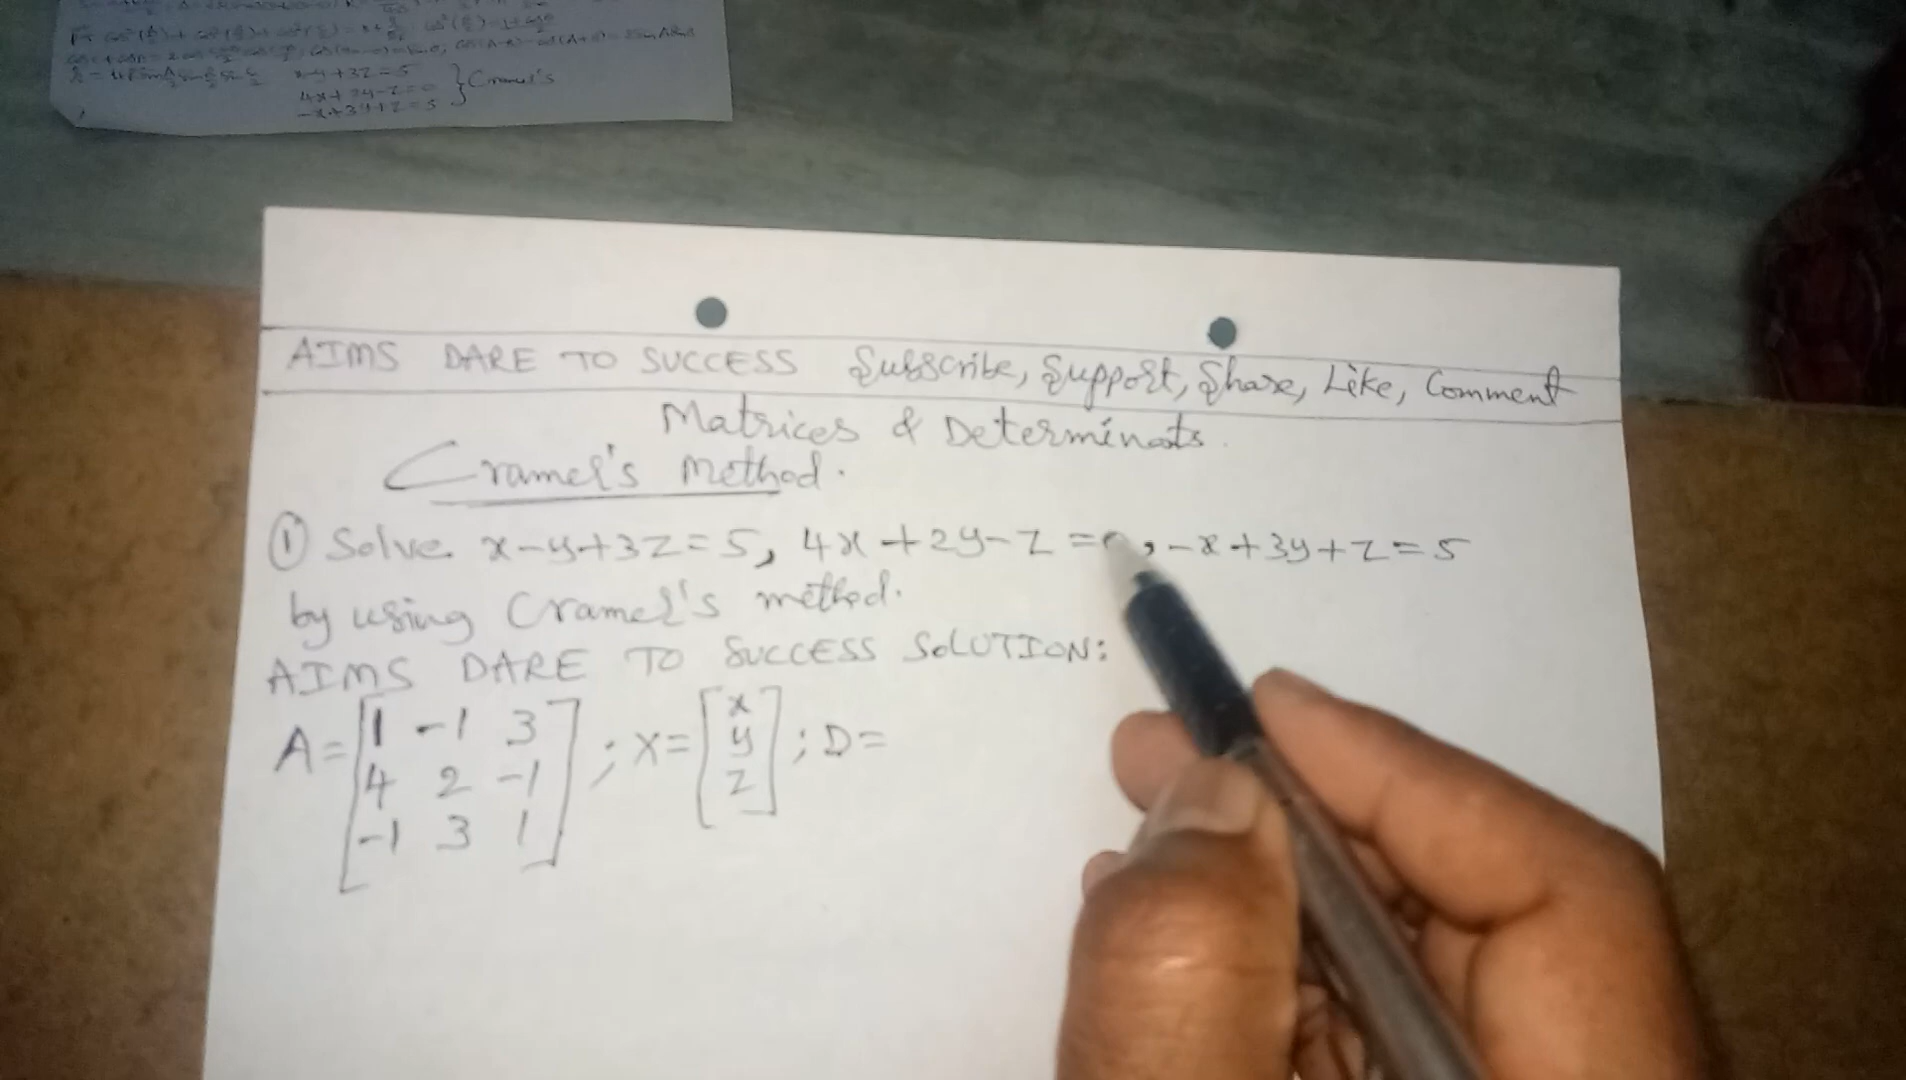 x-y+3z=5
4x+2y-z=0 } Cramer's
-x+3y+z=5
AIMS DARE TO SUCCESS Subscribe, Support, Share, Like, Comment
Matrices & Determinats.
Cramer's Method.
① Solve x-y+3z=5, 4x+2y-z=0, -x+3y+z=5
by using Cramer's method.
AIMS DARE TO SUCCESS SOLUTION:
A=[1 -1 3; X=[x; D=
4 2 -1 y
-1 3 1] z]